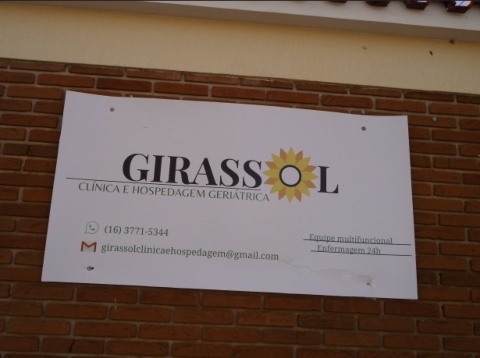 GIRASSOL
CLÍNICA E HOSPEDAGEM GERIÁTRICA
(16) 3771-5344
girassolclinicaehospedagem@gmail.com
Equipe multifuncional
Enfermagem 24h